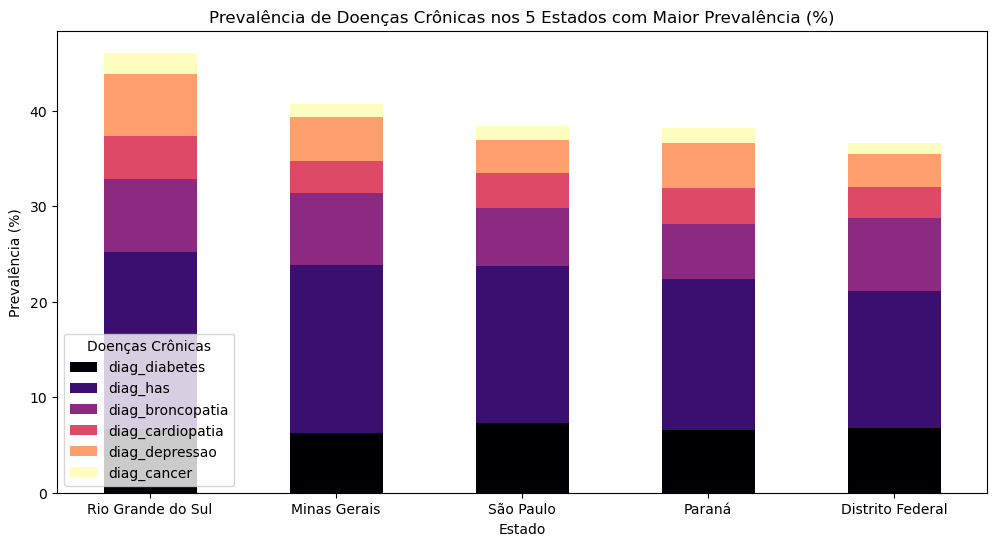 Prevalência de Doenças Crônicas nos 5 Estados com Maior Prevalência (%)
Prevalência (%)
40
30
20
10
0
Doenças Crônicas
diag_diabetes
diag_has
diag_broncopatia
diag_cardiopatia
diag_depressao
diag_cancer
Rio Grande do Sul
Minas Gerais
São Paulo
Paraná
Distrito Federal
Estado